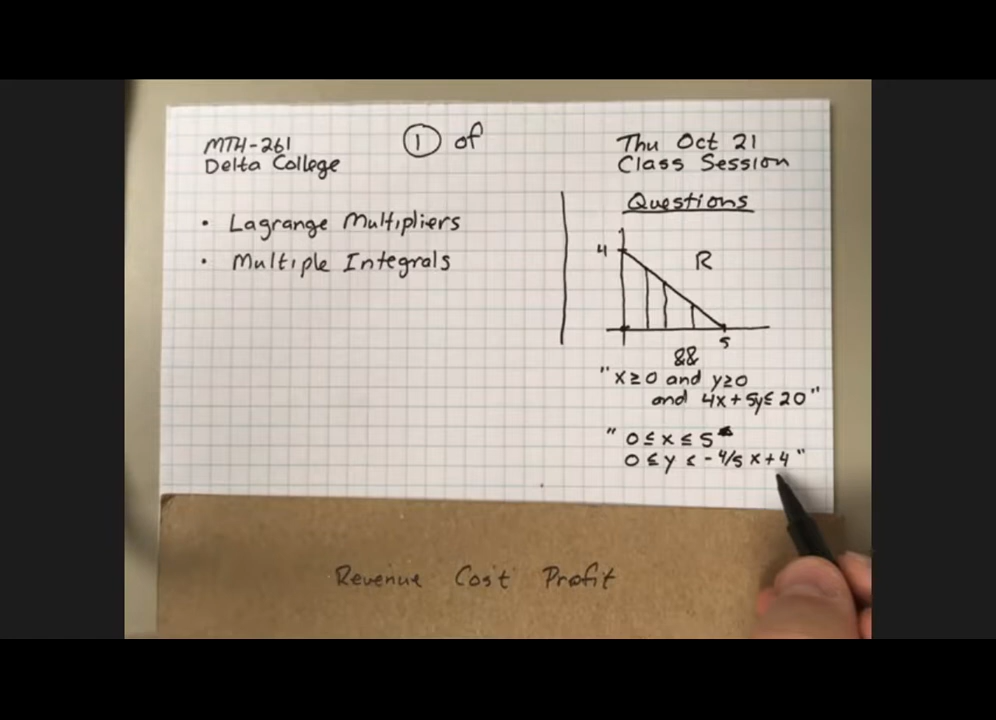 MTH-261
Delta College
① of
Thu Oct 21
Class Session
• Lagrange Multipliers
• Multiple Integrals
Questions
4
R
5
&&
"x≥0 and y≥0
and 4x+5y≤20"
"0≤x≤5
0≤y≤-4/5 x+4"
Revenue Cost Profit